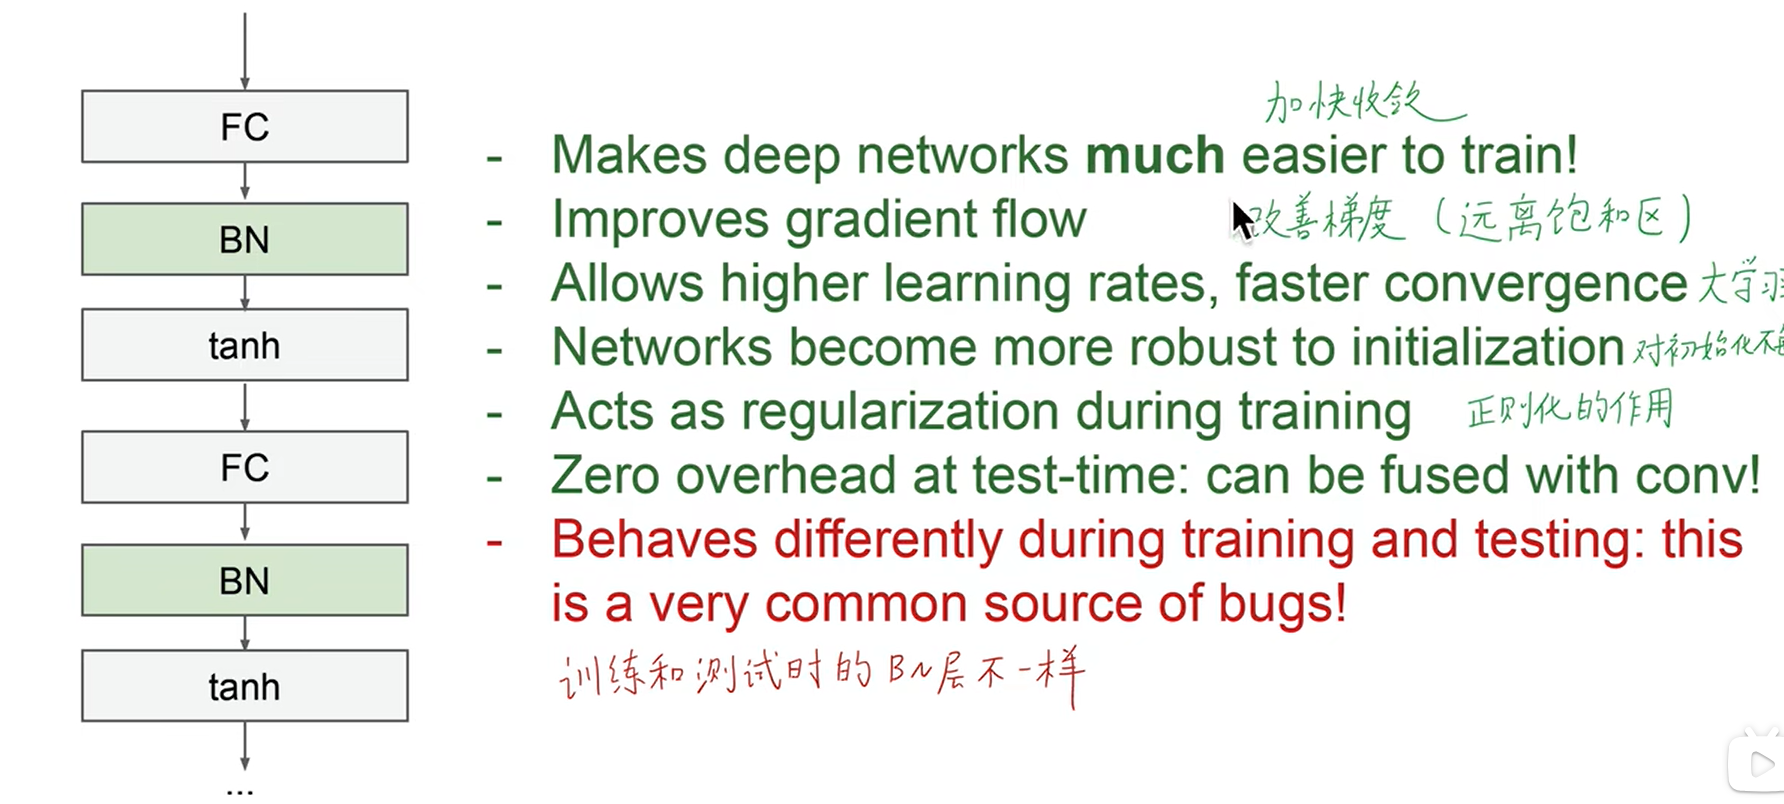 FC
BN
tanh
FC
BN
tanh
...
加快收敛
- Makes deep networks much easier to train!
- Improves gradient flow 改善梯度（远离饱和区）
- Allows higher learning rates, faster convergence 大学
- Networks become more robust to initialization 对初始化不
- Acts as regularization during training 正则化的作用
- Zero overhead at test-time: can be fused with conv!
- Behaves differently during training and testing: this
is a very common source of bugs!
训练和测试时的BN层不一样